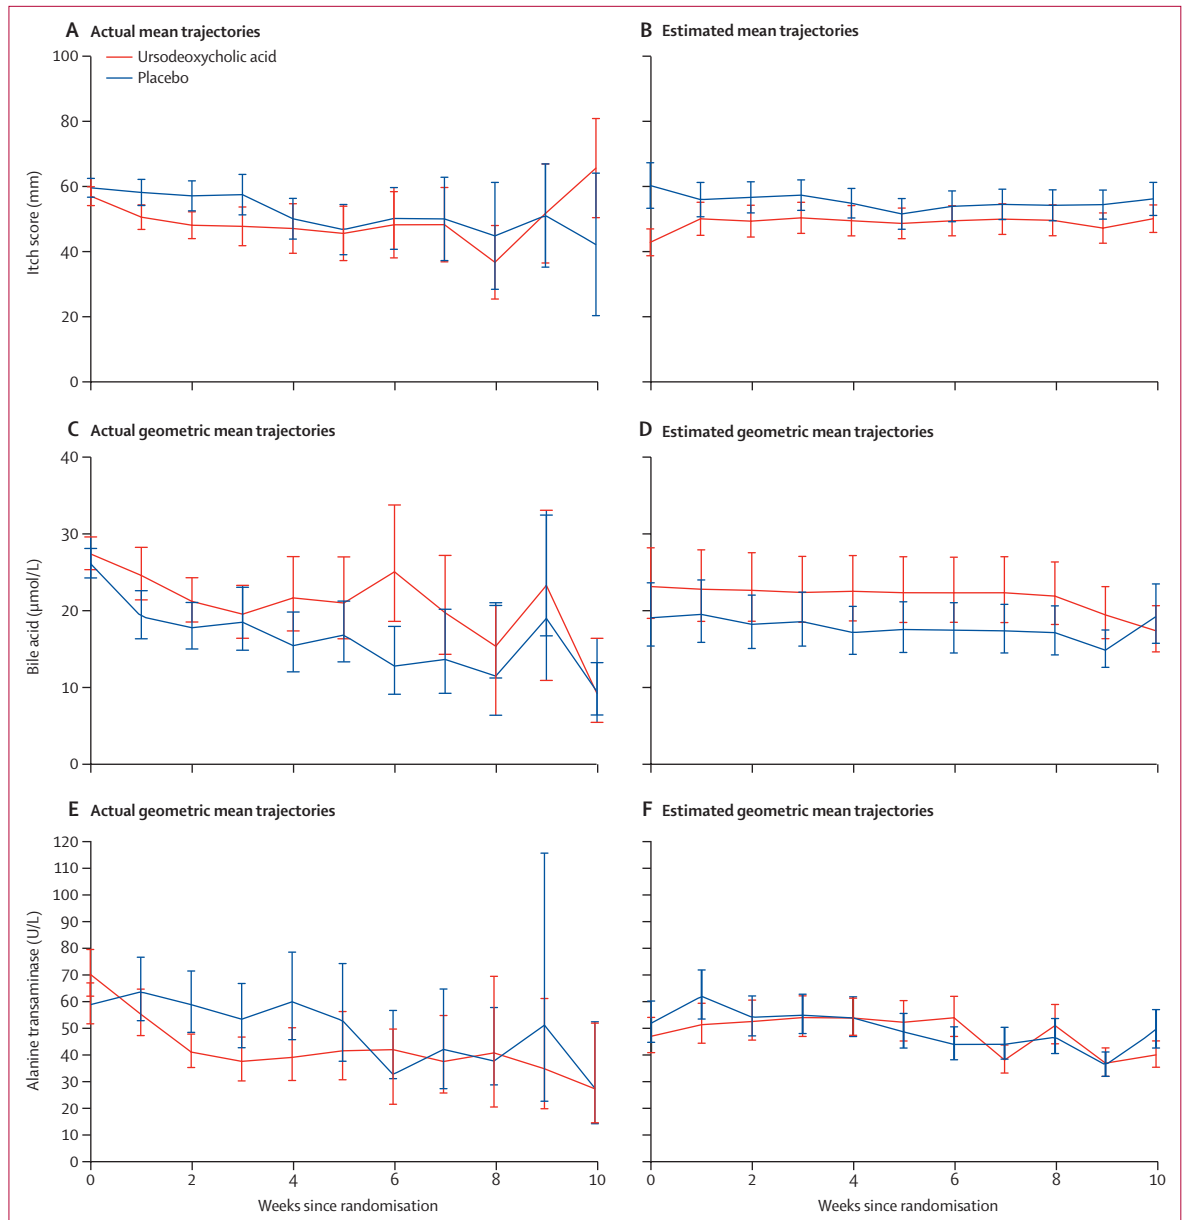 A Actual mean trajectories
Ursodeoxycholic acid
Placebo
Itch score (mm)
100
80
60
40
20
0
B Estimated mean trajectories
C Actual geometric mean trajectories
Bile acid (μmol/L)
40
30
20
10
0
D Estimated geometric mean trajectories
E Actual geometric mean trajectories
Alanine transaminase (U/L)
120
110
100
90
80
70
60
50
40
30
20
10
0
0 2 4 6 8 10
Weeks since randomisation
F Estimated geometric mean trajectories
0 2 4 6 8 10
Weeks since randomisation